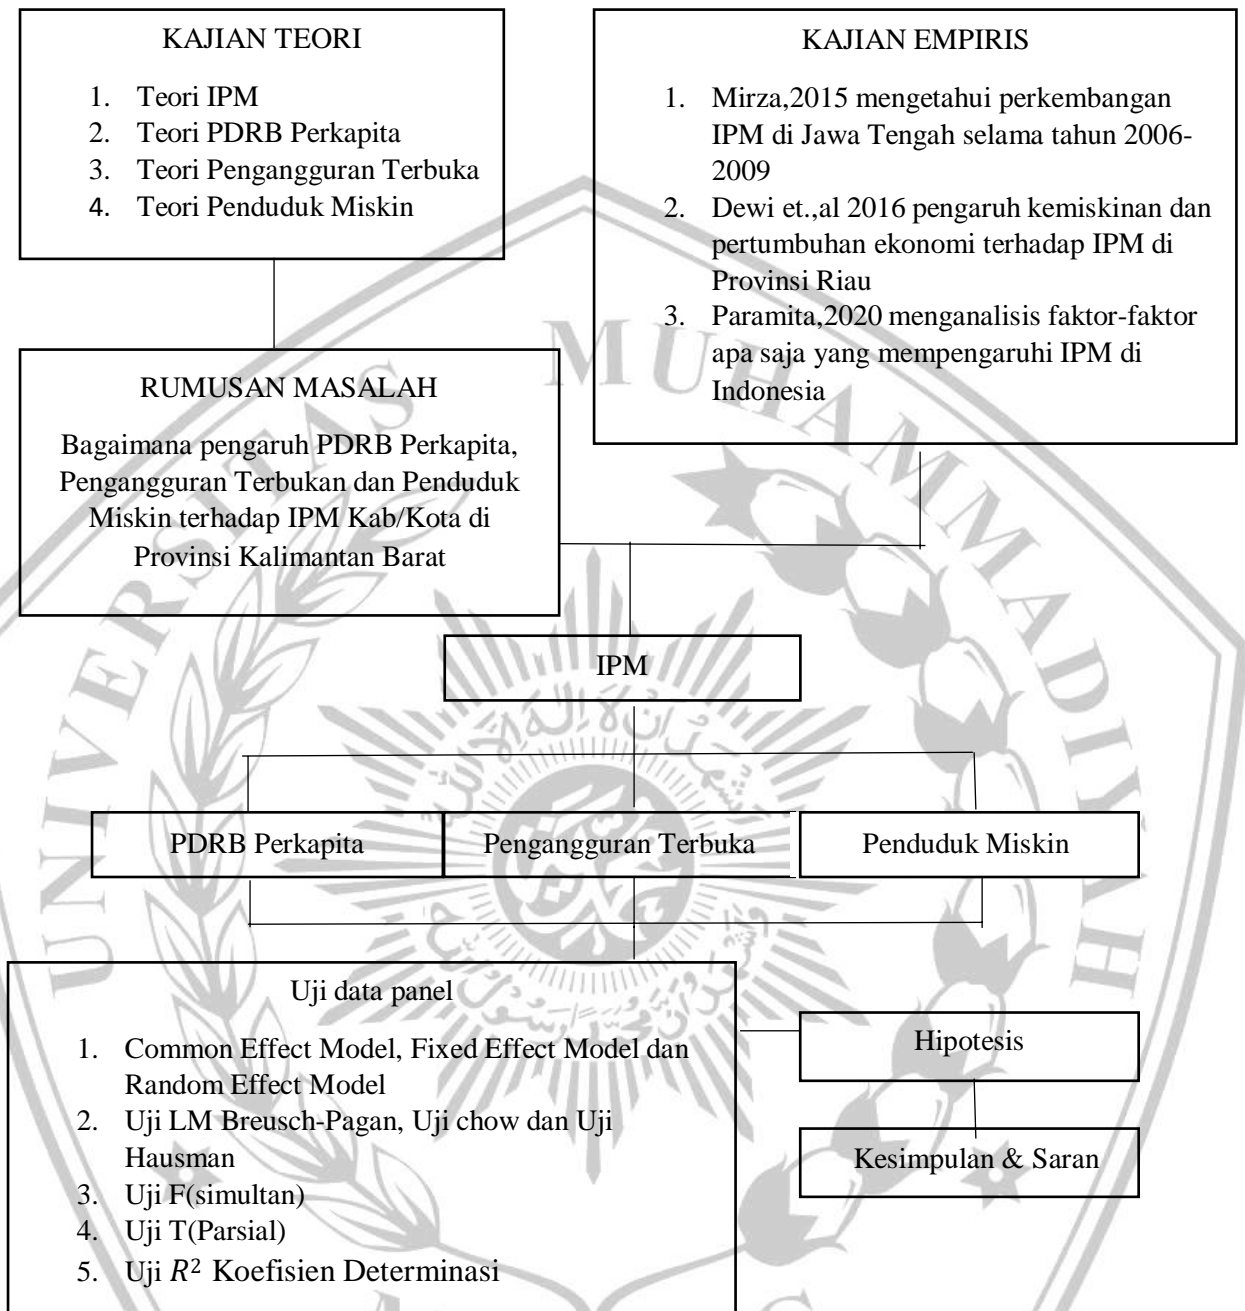 KAJIAN TEORI
1. Teori IPM
2. Teori PDRB Perkapita
3. Teori Pengangguran Terbuka
4. Teori Penduduk Miskin
KAJIAN EMPIRIS
1. Mirza,2015 mengetahui perkembangan
IPM di Jawa Tengah selama tahun 2006-
2009
2. Dewi et.,al 2016 pengaruh kemiskinan dan
pertumbuhan ekonomi terhadap IPM di
Provinsi Riau
3. Paramita,2020 menganalisis faktor-faktor
apa saja yang mempengaruhi IPM di
Indonesia
RUMUSAN MASALAH
Bagaimana pengaruh PDRB Perkapita,
Pengangguran Terbukan dan Penduduk
Miskin terhadap IPM Kab/Kota di
Provinsi Kalimantan Barat
IPM
PDRB Perkapita
Pengangguran Terbuka
Penduduk Miskin
Uji data panel
1. Common Effect Model, Fixed Effect Model dan
Random Effect Model
2. Uji LM Breusch-Pagan, Uji chow dan Uji
Hausman
3. Uji F(simultan)
4. Uji T(Parsial)
5. Uji R² Koefisien Determinasi
Hipotesis
Kesimpulan & Saran
UNIVERSITAS MUHAMMADIYAH